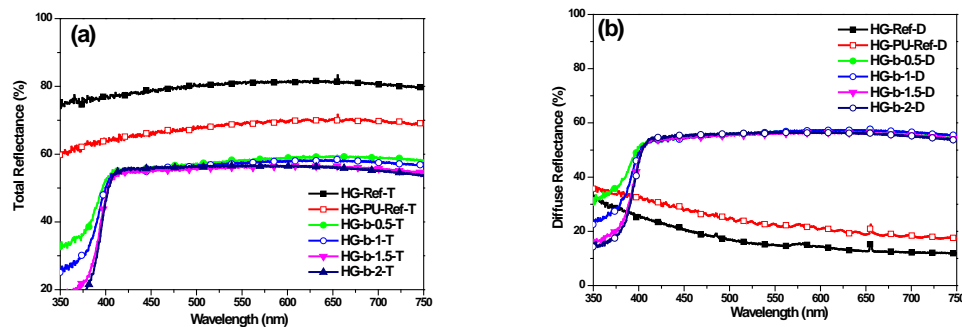 (a)
Total Reflectance (%)
100
80
60
40
20
HG-Ref-T
HG-PU-Ref-T
HG-b-0.5-T
HG-b-1-T
HG-b-1.5-T
HG-b-2-T
350 400 450 500 550 600 650 700 750
Wavelength (nm)
(b)
Diffuse Reflectance (%)
100
80
60
40
20
0
HG-Ref-D
HG-PU-Ref-D
HG-b-0.5-D
HG-b-1-D
HG-b-1.5-D
HG-b-2-D
350 400 450 500 550 600 650 700 750
Wavelength (nm)